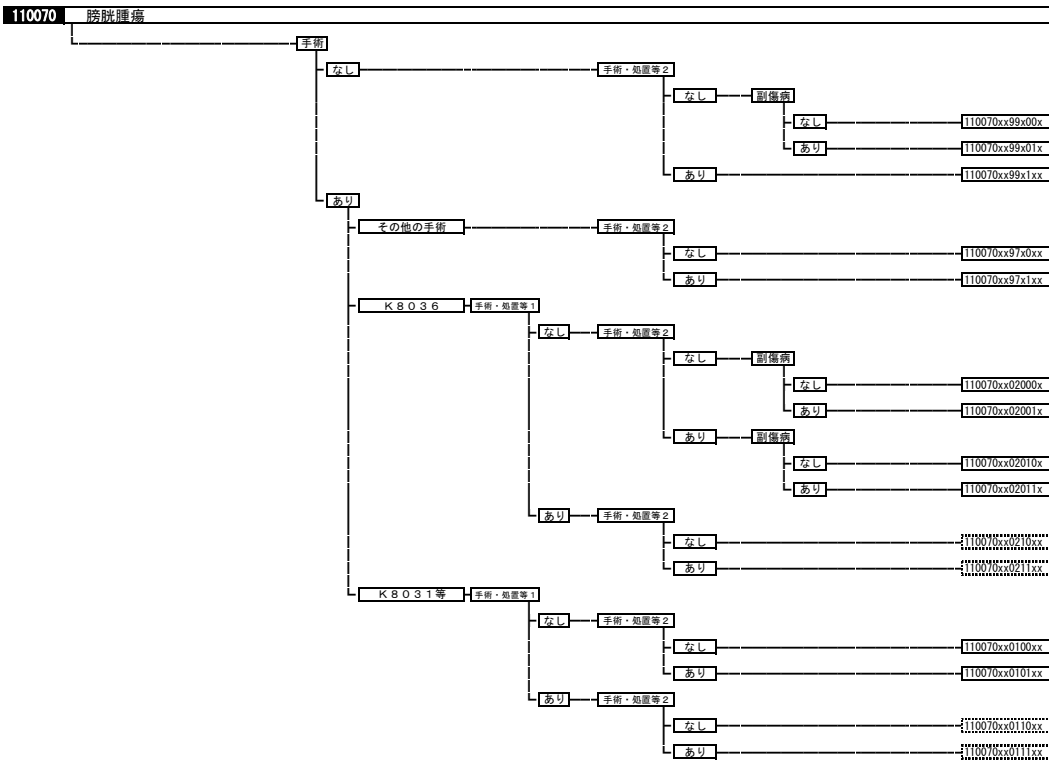 110070 膀胱腫瘍
手術
なし 手術・処置等2
なし 副傷病
なし 110070xx99x00x
あり 110070xx99x01x
あり 110070xx99x1xx
あり
その他の手術 手術・処置等2
なし 110070xx97x0xx
あり 110070xx97x1xx
K8036 手術・処置等1
なし 手術・処置等2
なし 副傷病
なし 110070xx02000x
あり 110070xx02001x
あり 副傷病
なし 110070xx02010x
あり 110070xx02011x
あり 手術・処置等2
なし 110070xx0210xx
あり 110070xx0211xx
K8031等 手術・処置等1
なし 手術・処置等2
なし 110070xx0100xx
あり 110070xx0101xx
あり 手術・処置等2
なし 110070xx0110xx
あり 110070xx0111xx